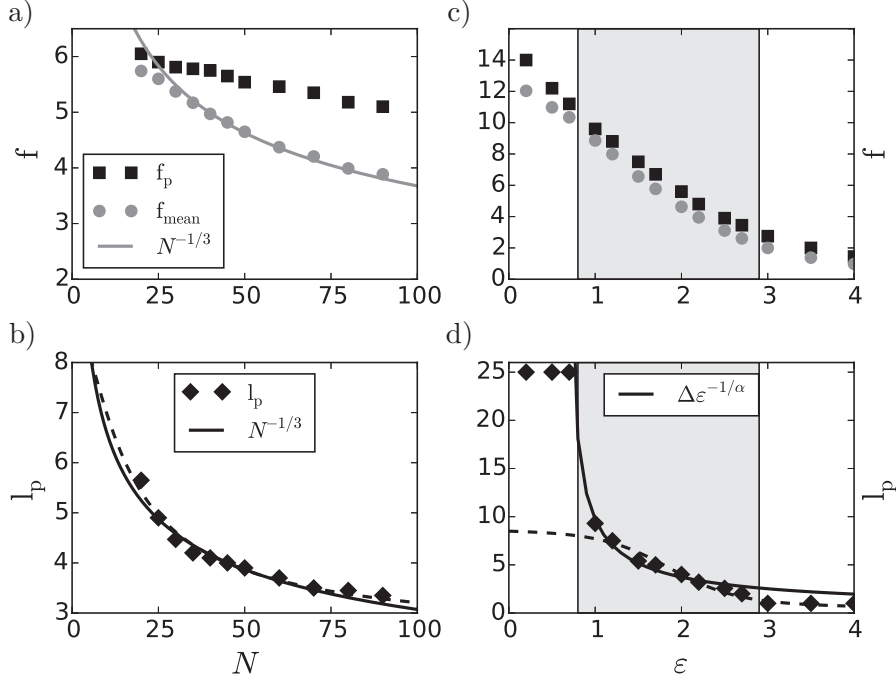 a)
6
5
4
3
2
f
f_p
f_mean
N^{-1/3}
0 25 50 75 100
c)
14
12
10
8
6
4
2
0
f
0 1 2 3 4
b)
8
7
6
5
4
3
l_p
l_p
N^{-1/3}
0 25 50 75 100
N
d)
25
20
15
10
5
0
l_p
Δε^{-1/α}
0 1 2 3 4
ε